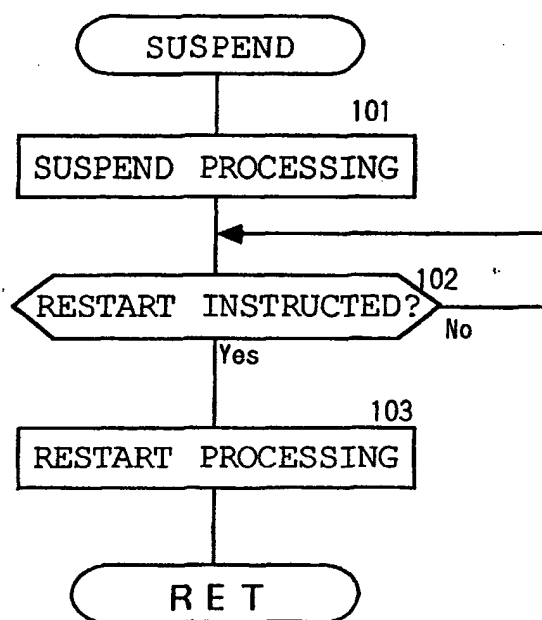 SUSPEND
101
SUSPEND PROCESSING
102
RESTART INSTRUCTED?
No
Yes
103
RESTART PROCESSING
RET